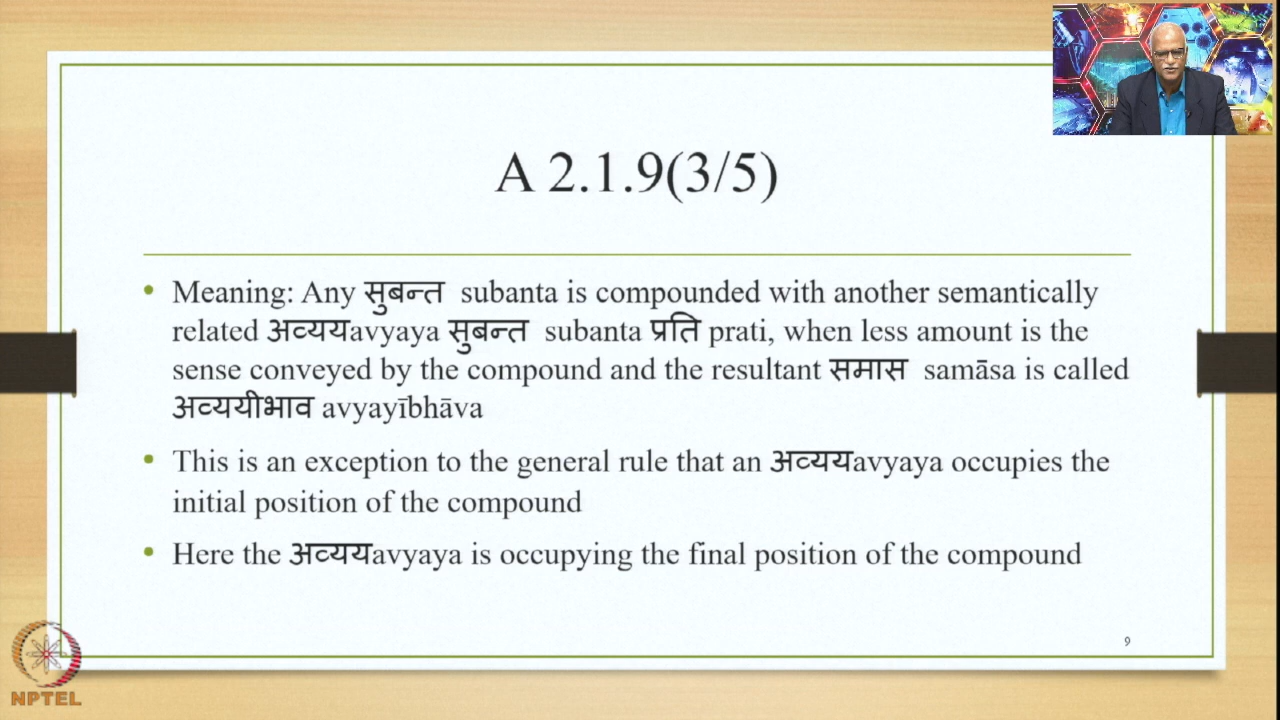 A 2.1.9(3/5)
Meaning: Any सुबन्त subanta is compounded with another semantically
related अव्ययavyaya सुबन्त subanta प्रति prati, when less amount is the
sense conveyed by the compound and the resultant समास samāsa is called
अव्ययीभाव avyayībhāva
This is an exception to the general rule that an अव्ययavyaya occupies the
initial position of the compound
Here the अव्ययavyaya is occupying the final position of the compound
9
NPTEL